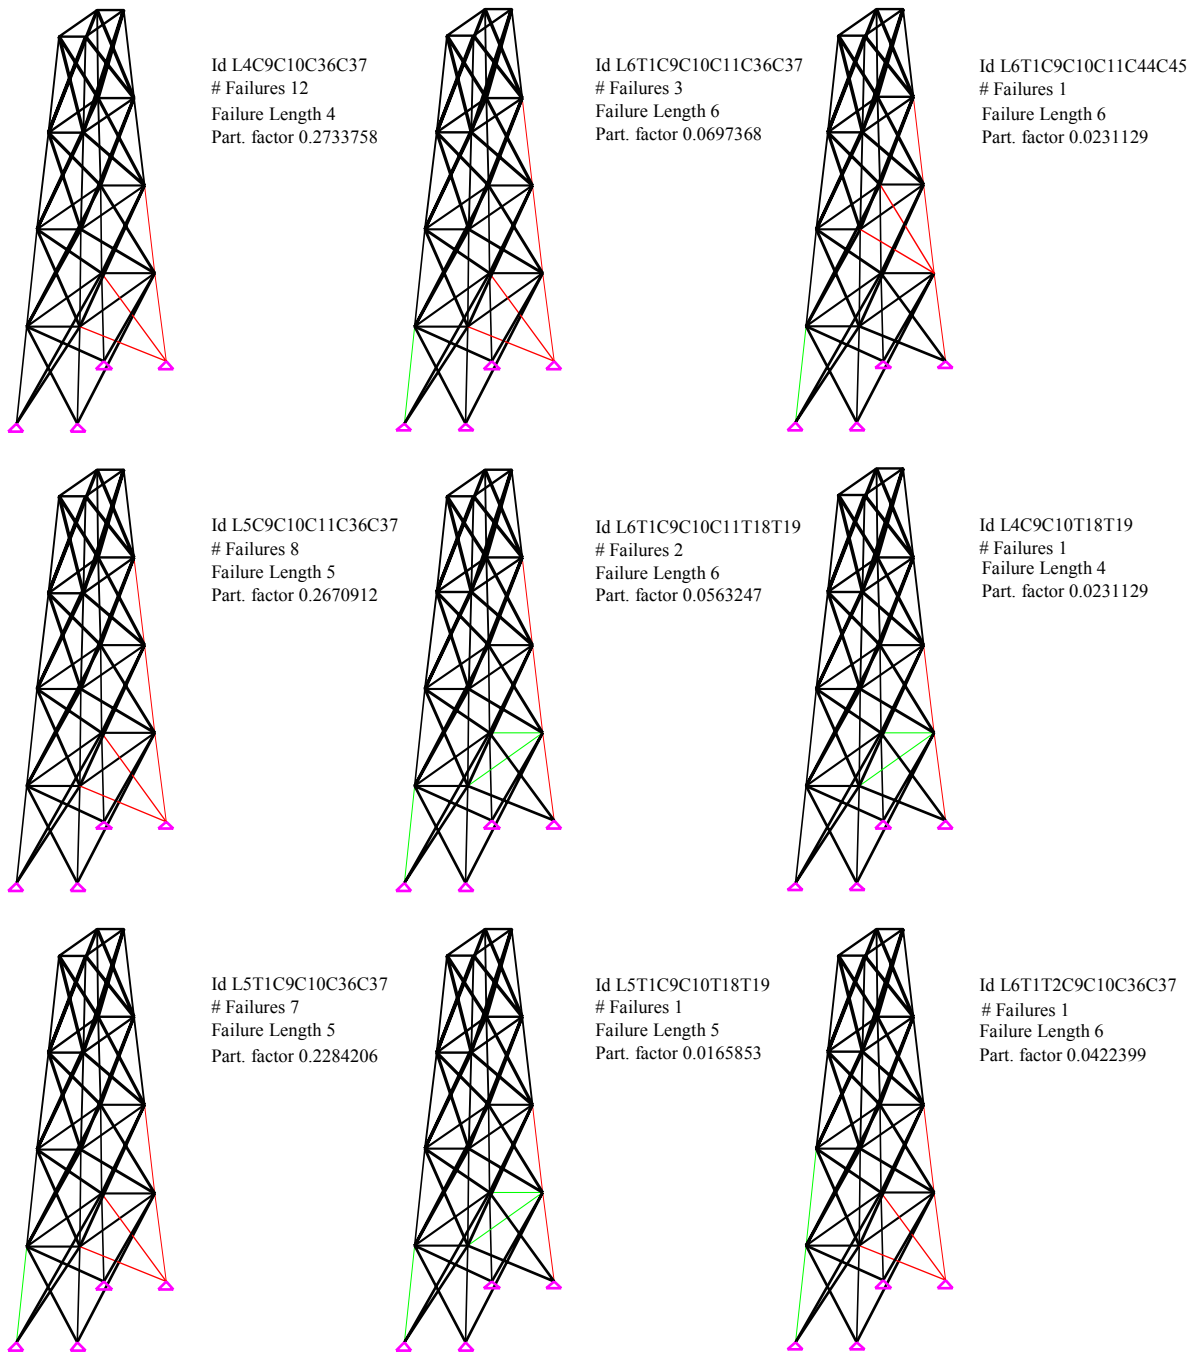 Id L4C9C10C36C37
# Failures 12
Failure Length 4
Part. factor 0.2733758
Id L6T1C9C10C11C36C37
# Failures 3
Failure Length 6
Part. factor 0.0697368
Id L6T1C9C10C11C44C45
# Failures 1
Failure Length 6
Part. factor 0.0231129
Id L5C9C10C11C36C37
# Failures 8
Failure Length 5
Part. factor 0.2670912
Id L6T1C9C10C11T18T19
# Failures 2
Failure Length 6
Part. factor 0.0563247
Id L4C9C10T18T19
# Failures 1
Failure Length 4
Part. factor 0.0231129
Id L5T1C9C10C36C37
# Failures 7
Failure Length 5
Part. factor 0.2284206
Id L5T1C9C10T18T19
# Failures 1
Failure Length 5
Part. factor 0.0165853
Id L6T1T2C9C10C36C37
# Failures 1
Failure Length 6
Part. factor 0.0422399